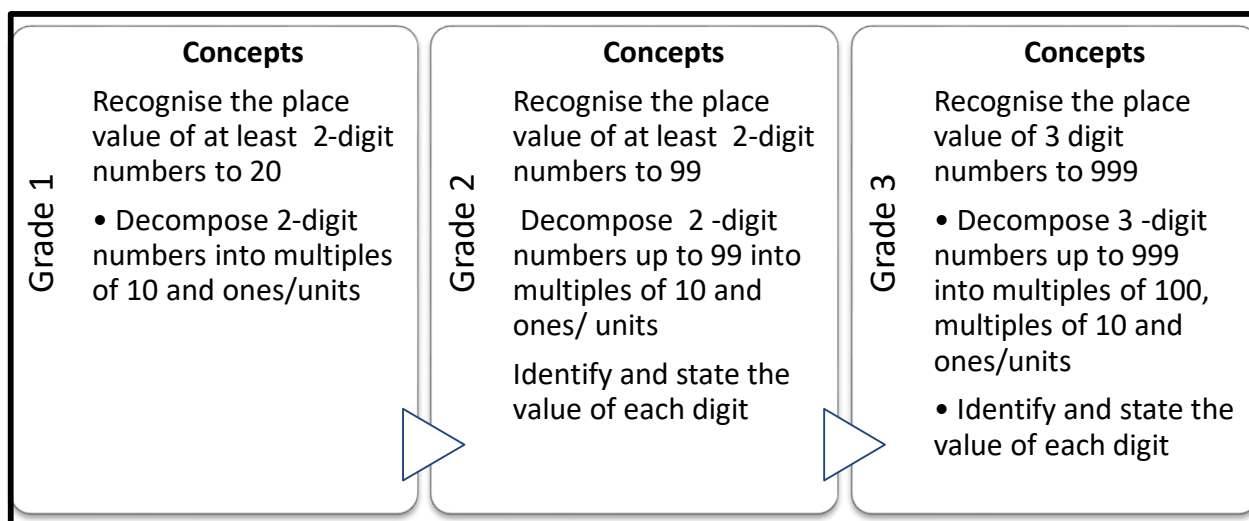 Grade 1
Concepts
Recognise the place
value of at least 2-digit
numbers to 20
• Decompose 2-digit
numbers into multiples
of 10 and ones/units
Grade 2
Concepts
Recognise the place
value of at least 2-digit
numbers to 99
Decompose 2 -digit
numbers up to 99 into
multiples of 10 and
ones/ units
Identify and state the
value of each digit
Grade 3
Concepts
Recognise the place
value of 3 digit
numbers to 999
• Decompose 3 -digit
numbers up to 999
into multiples of 100,
multiples of 10 and
ones/units
• Identify and state the
value of each digit